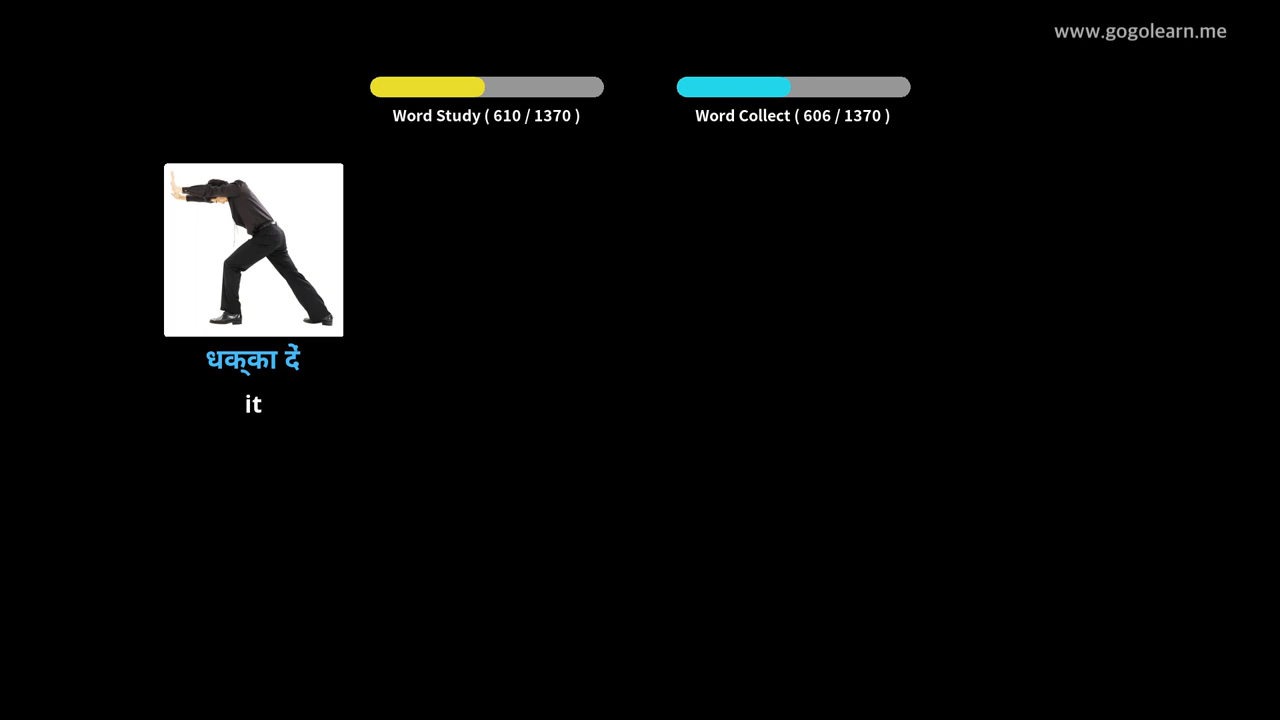 www.gogolearn.me
Word Study ( 610 / 1370 )
Word Collect ( 606 / 1370 )
धक्‍का दें
it